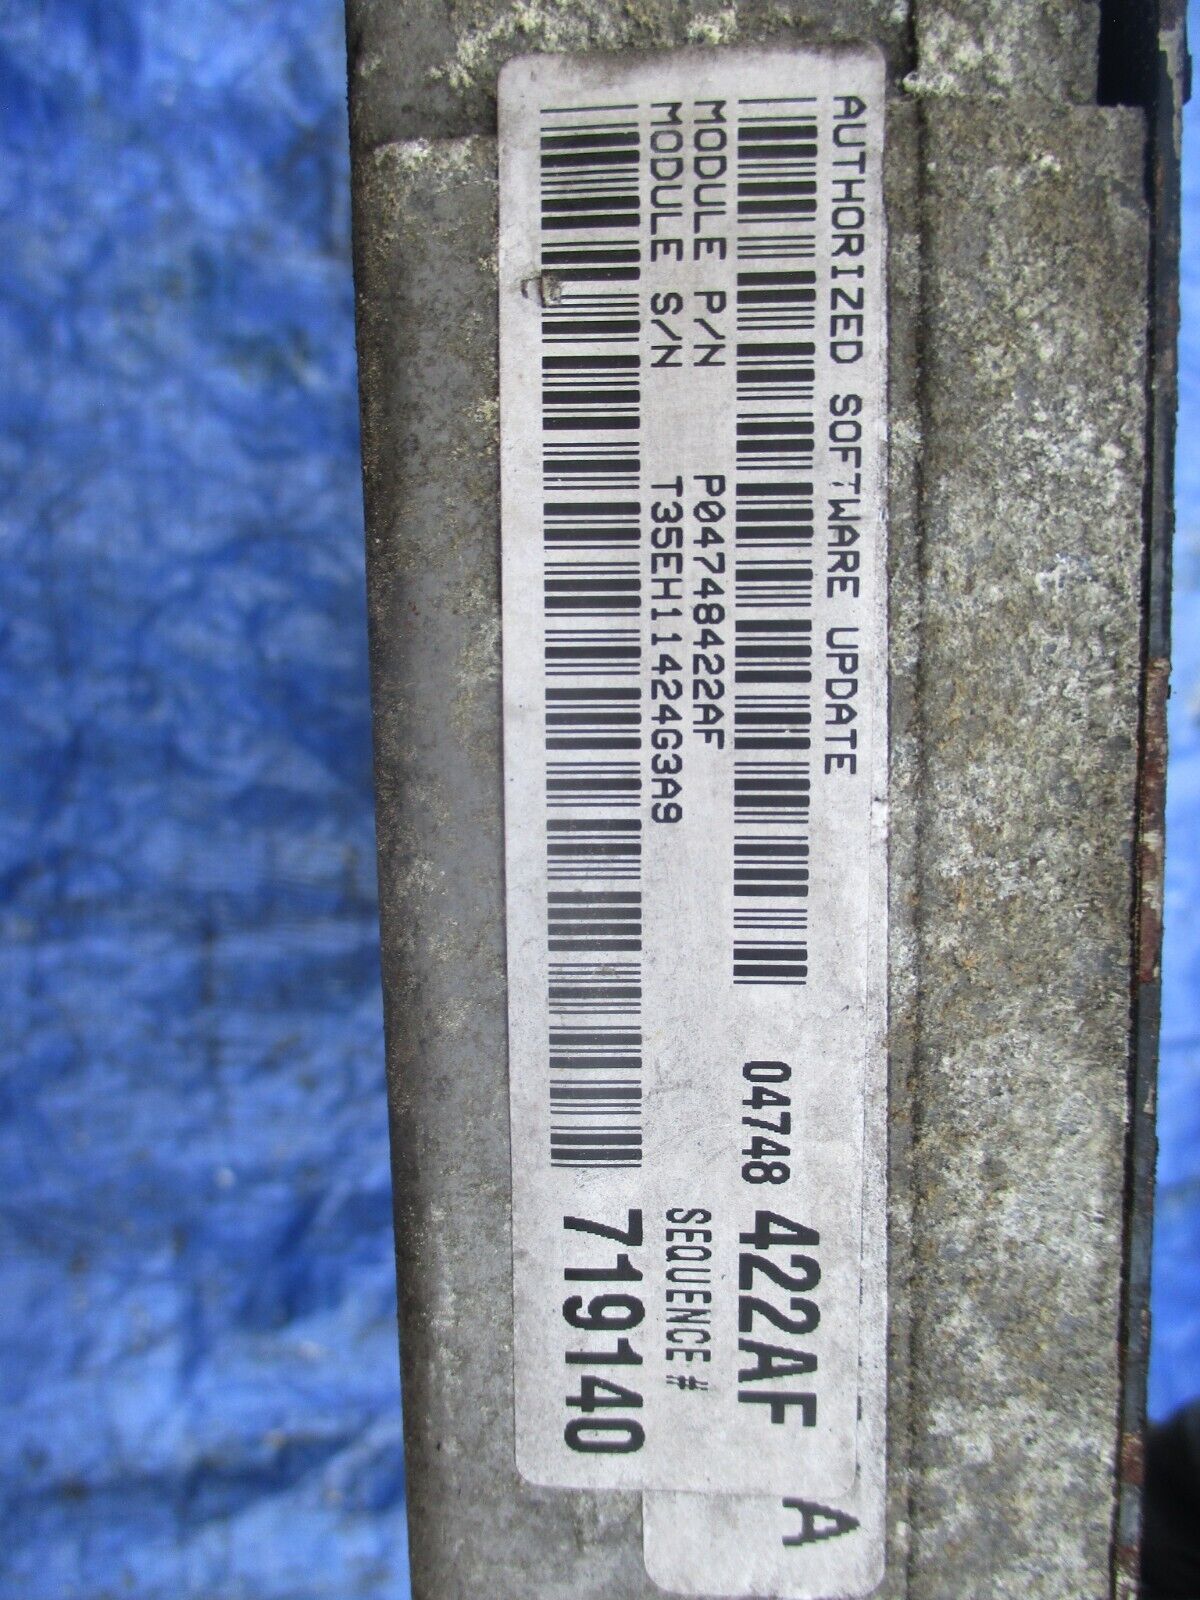 AUTHORIZED SOFTWARE UPDATE
04748 422AF
MODULE P/N P04748422AF
MODULE S/N T35EH11424G3A9
SEQUENCE #
719140
A